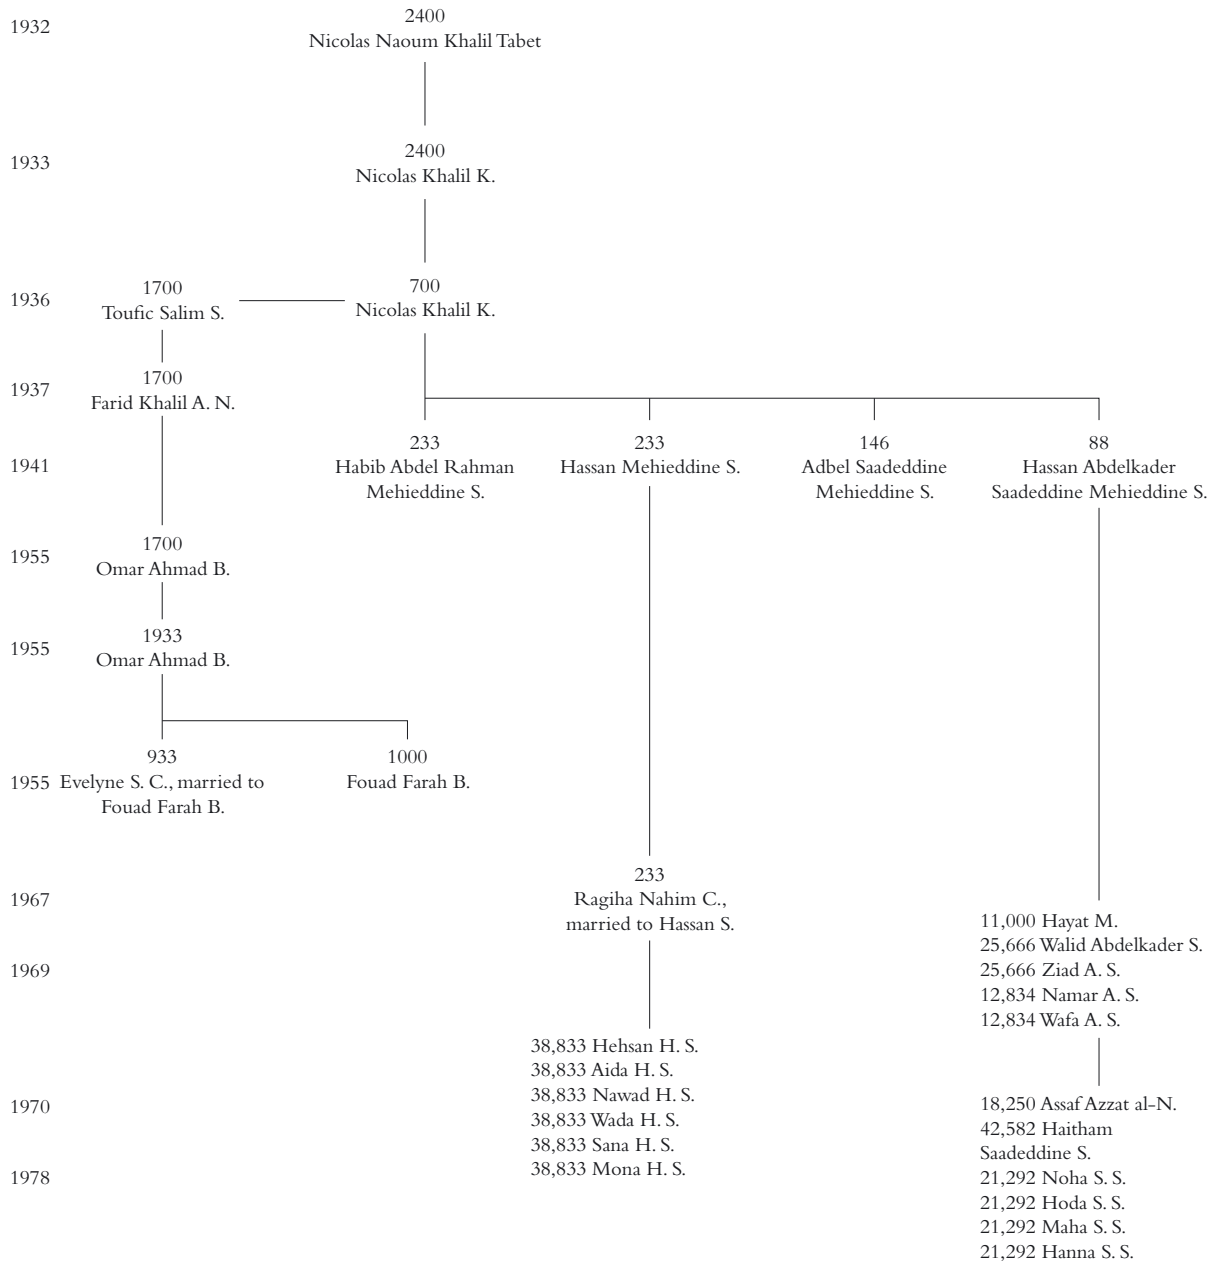 1932
2400
Nicolas Naoum Khalil Tabet
1933
2400
Nicolas Khalil K.
1936
1700
Toufic Salim S.
700
Nicolas Khalil K.
1937
1700
Farid Khalil A. N.
1941
233
Habib Abdel Rahman
Mehieddine S.
233
Hassan Mehieddine S.
146
Adbel Saadeddine
Mehieddine S.
88
Hassan Abdelkader
Saadeddine Mehieddine S.
1955
1700
Omar Ahmad B.
1955
1933
Omar Ahmad B.
1955
933
Evelyne S. C., married to
Fouad Farah B.
1000
Fouad Farah B.
1967
233
Ragiha Nahim C.,
married to Hassan S.
1969
11,000 Hayat M.
25,666 Walid Abdelkader S.
25,666 Ziad A. S.
12,834 Namar A. S.
12,834 Wafa A. S.
1970
38,833 Hehsan H. S.
38,833 Aida H. S.
38,833 Nawad H. S.
38,833 Wada H. S.
38,833 Sana H. S.
38,833 Mona H. S.
1978
18,250 Assaf Azzat al-N.
42,582 Haitham
Saadeddine S.
21,292 Noha S. S.
21,292 Hoda S. S.
21,292 Maha S. S.
21,292 Hanna S. S.